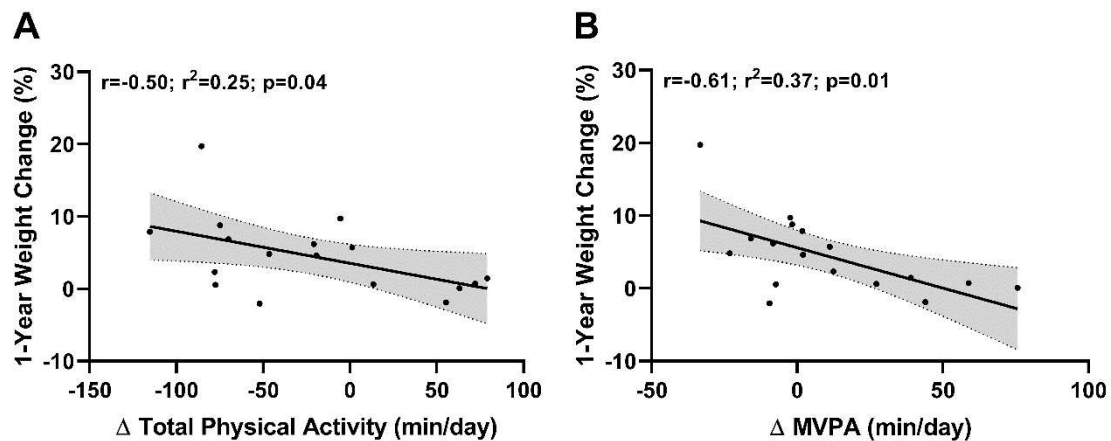 A
r=-0.50; r²=0.25; p=0.04
1-Year Weight Change (%)
30
20
10
0
-10
-150
-100
-50
0
50
100
Δ Total Physical Activity (min/day)
B
r=-0.61; r²=0.37; p=0.01
1-Year Weight Change (%)
30
20
10
0
-10
-50
0
50
100
Δ MVPA (min/day)